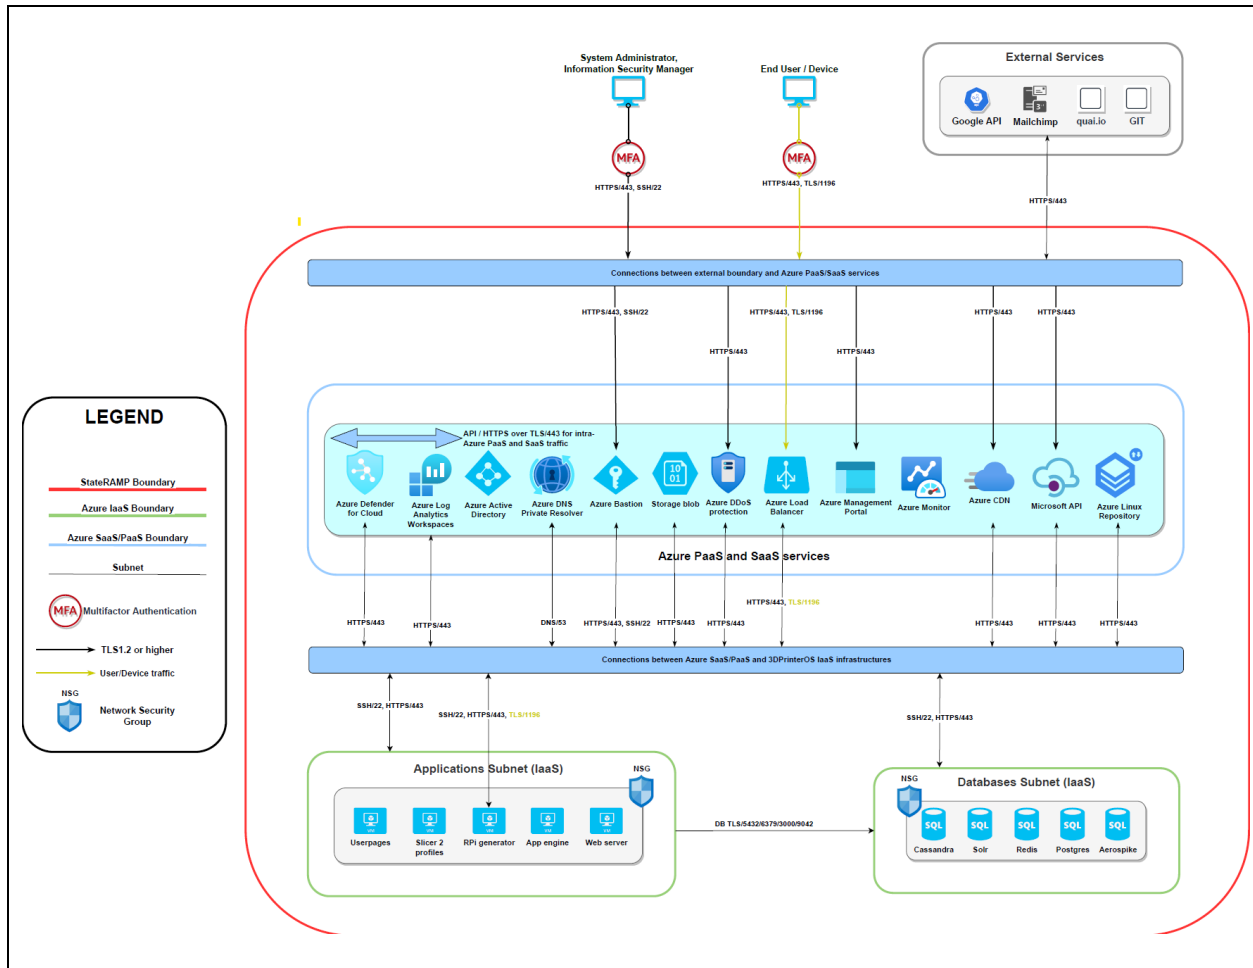 System Administrator,
Information Security Manager
End User / Device
External Services
Google API
Mailchimp
quai.io
GIT
MFA
MFA
HTTPS/443, SSH/22
HTTPS/443, TLS/1196
HTTPS/443
Connections between external boundary and Azure PaaS/SaaS services
HTTPS/443, SSH/22
HTTPS/443
HTTPS/443, TLS/1196
HTTPS/443
HTTPS/443
HTTPS/443
LEGEND
StateRAMP Boundary
Azure IaaS Boundary
Azure SaaS/PaaS Boundary
Subnet
MFA
Multifactor Authentication
TLS1.2 or higher
User/Device traffic
NSG
Network Security
Group
API / HTTPS over TLS/443 for intra-
Azure PaaS and SaaS traffic
Azure Defender
for Cloud
Azure Log
Analytics
Workspaces
Azure Active
Directory
Azure DNS
Private Resolver
Azure Bastion
10
01
Storage blob
Azure DDoS
protection
Azure Load
Balancer
Azure Management
Portal
Azure Monitor
Azure CDN
Microsoft API
Azure Linux
Repository
Azure PaaS and SaaS services
HTTPS/443
HTTPS/443
DNS/53
HTTPS/443, SSH/22
HTTPS/443
HTTPS/443
HTTPS/443, TLS/1196
HTTPS/443
HTTPS/443
HTTPS/443
Connections between Azure SaaS/PaaS and 3DPrinterOS IaaS infrastructures
SSH/22, HTTPS/443
SSH/22, HTTPS/443, TLS/1196
SSH/22, HTTPS/443
Applications Subnet (IaaS)
NSG
VM
VM
VM
VM
VM
Userpages
Slicer 2
profiles
RPi generator
App engine
Web server
DB TLS/5432/6379/3000/9042
NSG
Databases Subnet (IaaS)
SQL
SQL
SQL
SQL
SQL
Cassandra
Solr
Redis
Postgres
Aerospike